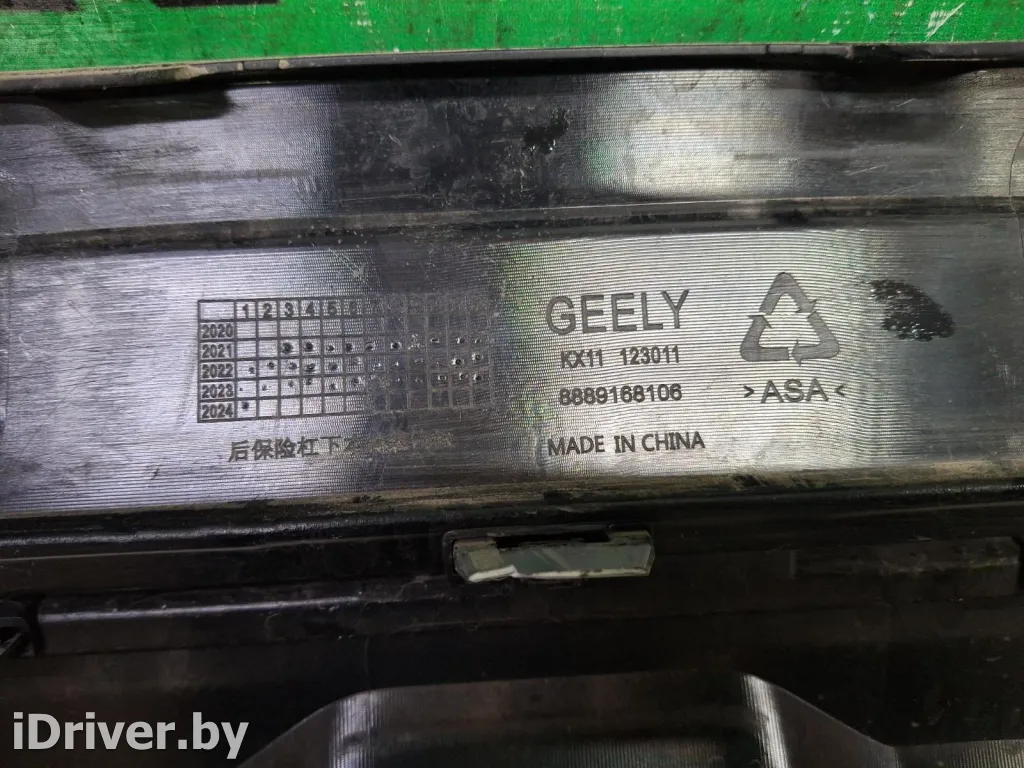 1 2 3 4 5 6
2020
2021
2022
2023
2024
后保险杠下
GEELY
KX11 123011
8889168106
MADE IN CHINA
>ASA<
iDriver.by